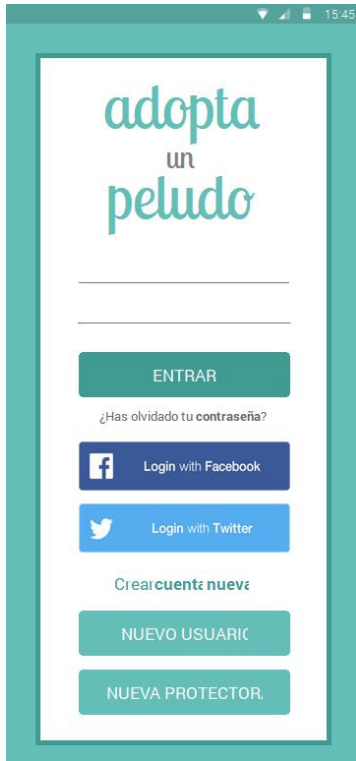 15:45
adopta
un
peludo
ENTRAR
¿Has olvidado tu contraseña?
Login with Facebook
Login with Twitter
Crear cuenta nueva
NUEVO USUARIO
NUEVA PROTECTOR